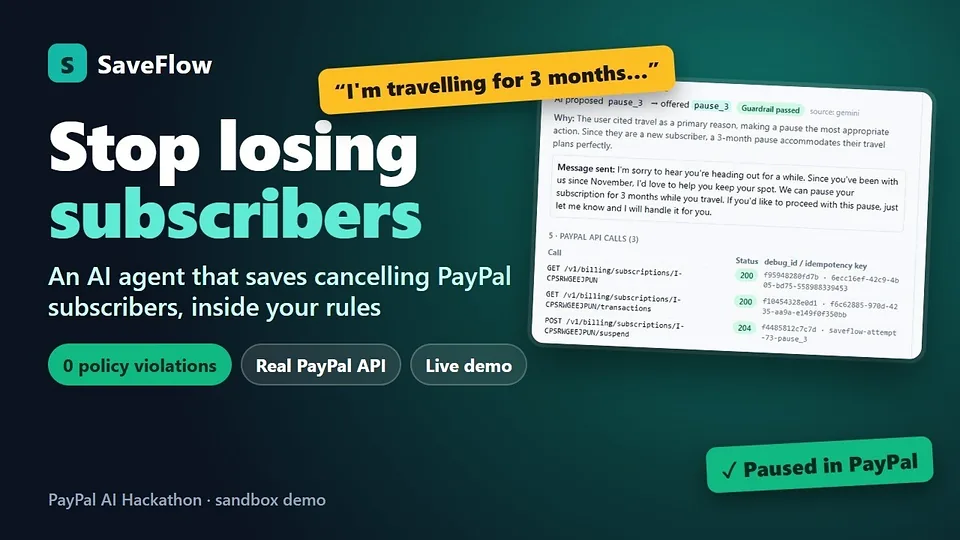 S SaveFlow
"I'm travelling for 3 months..."
Stop losing
subscribers
An AI agent that saves cancelling PayPal
subscribers, inside your rules
0 policy violations
Real PayPal API
Live demo
AI proposed pause_3 → offered pause_3 Guardrail passed source: gemini
Why: The user cited travel as a primary reason, making a pause the most appropriate
action. Since they are a new subscriber, a 3-month pause accommodates their travel
plans perfectly.
Message sent: I'm sorry to hear you're heading out for a while. Since you've been with
us since November, I'd love to help you keep your spot. We can pause your
subscription for 3 months while you travel. If you'd like to proceed with this pause, just
let me know and I will handle it for you.
5 · PAYPAL API CALLS (3)
Call Status debug_id / idempotency key
GET /v1/billing/subscriptions/I-
CPSRWGEEJPUN
200 f95948280fd7b · 6ecc16ef-42c9-4b
05-bd75-558988339453
GET /v1/billing/subscriptions/I-
CPSRWGEEJPUN/transactions
200 f10454328e0d1 · f6c62885-970d-42
35-aa9a-e149f0f350bb
POST /v1/billing/subscriptions/I-
CPSRWGEEJPUN/suspend
204 f4485812c7c7d · saveflow-attempt
-73-pause_3
✓ Paused in PayPal
PayPal AI Hackathon · sandbox demo